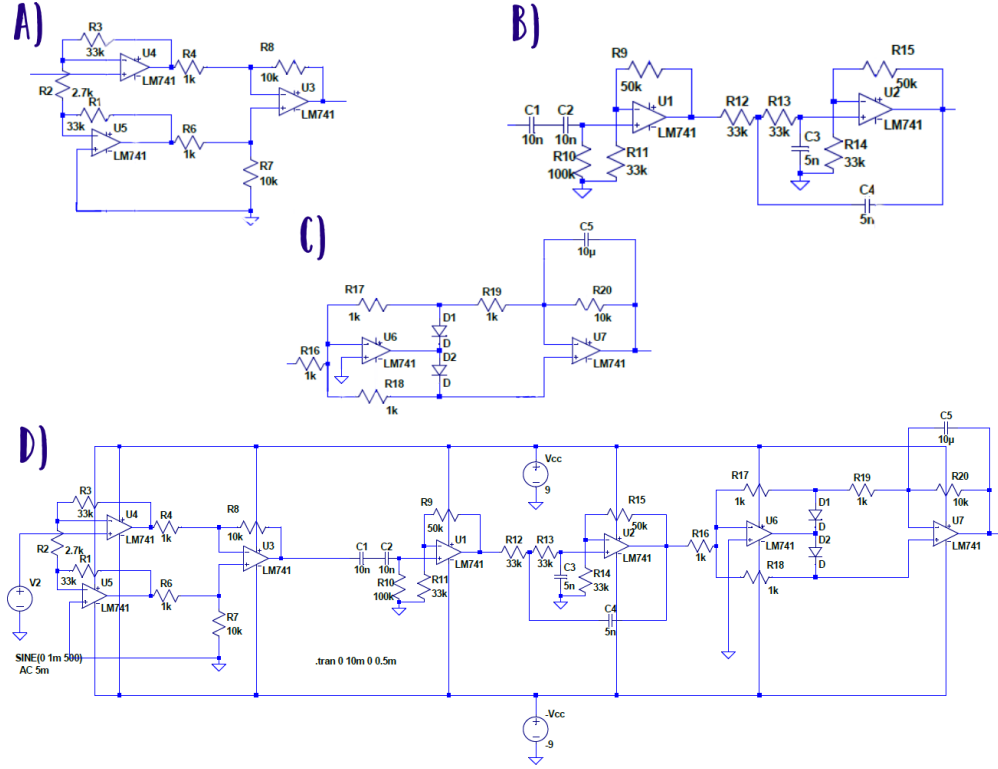 A)
R3
33k
U4
LM741
R4
1k
R8
10k
U3
LM741
R2
2.7k
R1
33k
U5
LM741
R6
1k
R7
10k
B)
R9
50k
U1
LM741
C1
10n
C2
10n
R10
100k
R11
33k
R12
33k
R13
33k
R15
50k
U2
LM741
C3
5n
R14
33k
C4
5n
C)
C5
10µ
R17
1k
R19
1k
R20
10k
D1
D
U6
LM741
D2
D
U7
LM741
R16
1k
R18
1k
D)
Vcc
9
C5
10µ
R3
33k
U4
LM741
R4
1k
R8
10k
U3
LM741
R2
2.7k
R1
33k
U5
LM741
R6
1k
R7
10k
V2
SINE(0 1m 500)
AC 5m
.tran 0 10m 0 0.5m
R9
50k
U1
LM741
C1
10n
C2
10n
R10
100k
R11
33k
R12
33k
R13
33k
R15
50k
U2
LM741
C3
5n
R14
33k
C4
5n
R16
1k
R17
1k
U6
LM741
D1
D
D2
D
R18
1k
R19
1k
R20
10k
U7
LM741
-Vcc
-9